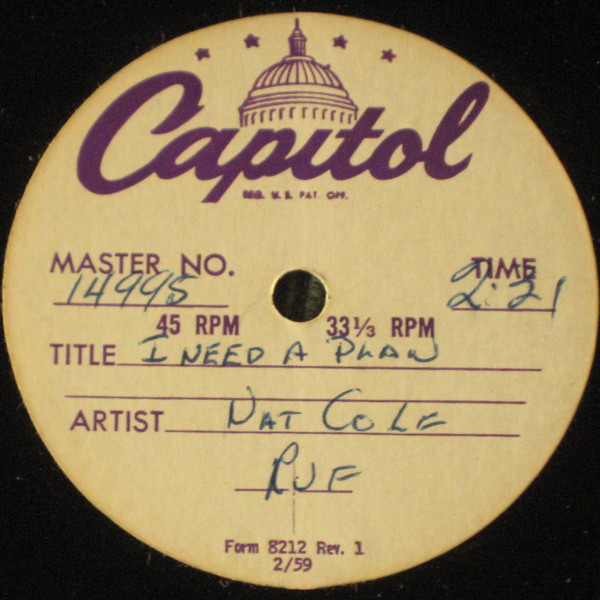 Capitol
REG. U. S. PAT. OFF.
MASTER NO. 14995
TIME 2:21
45 RPM 33⅓ RPM
TITLE I NEED A PLAN
ARTIST NAT COLE
Form 8212 Rev. 1
2/59